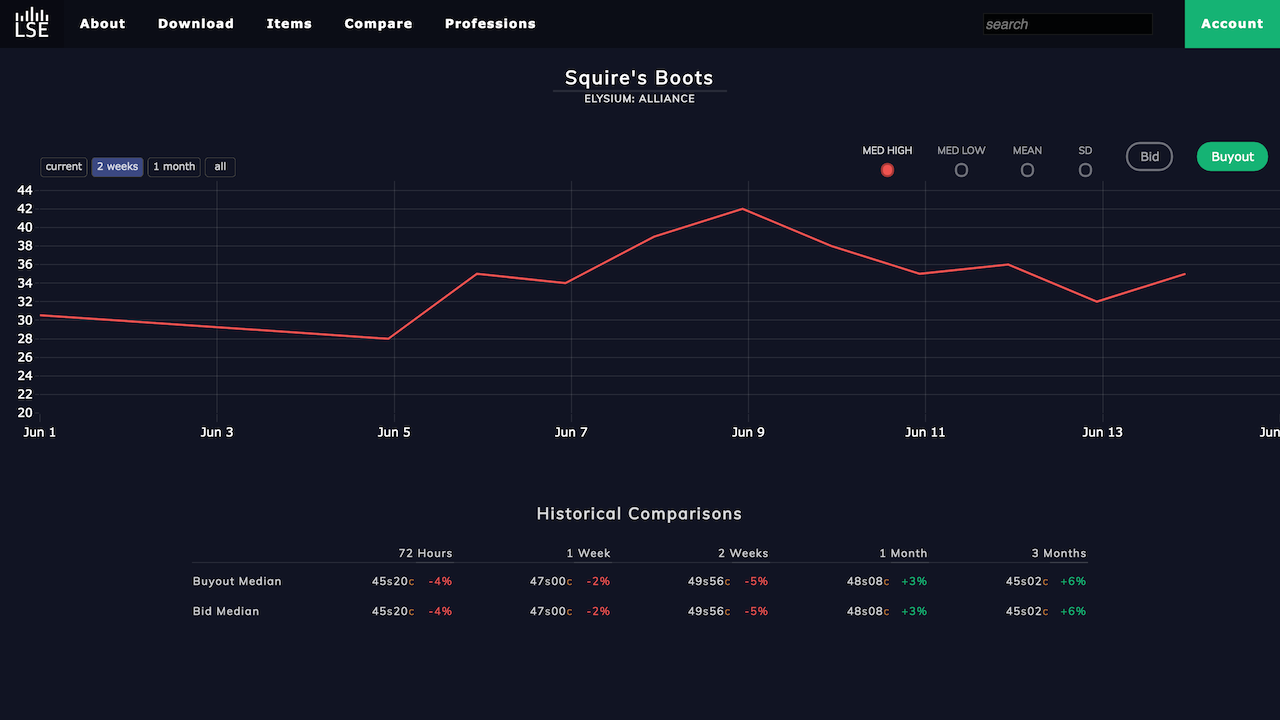 LSE About Download Items Compare Professions search Account
Squire's Boots
ELYSIUM: ALLIANCE
current 2 weeks 1 month all MED HIGH MED LOW MEAN SD Bid Buyout
44
42
40
38
36
34
32
30
28
26
24
22
20
Jun 1 Jun 3 Jun 5 Jun 7 Jun 9 Jun 11 Jun 13 Jun
Historical Comparisons
72 Hours 1 Week 2 Weeks 1 Month 3 Months
Buyout Median 45s20c -4% 47s00c -2% 49s56c -5% 48s08c +3% 45s02c +6%
Bid Median 45s20c -4% 47s00c -2% 49s56c -5% 48s08c +3% 45s02c +6%